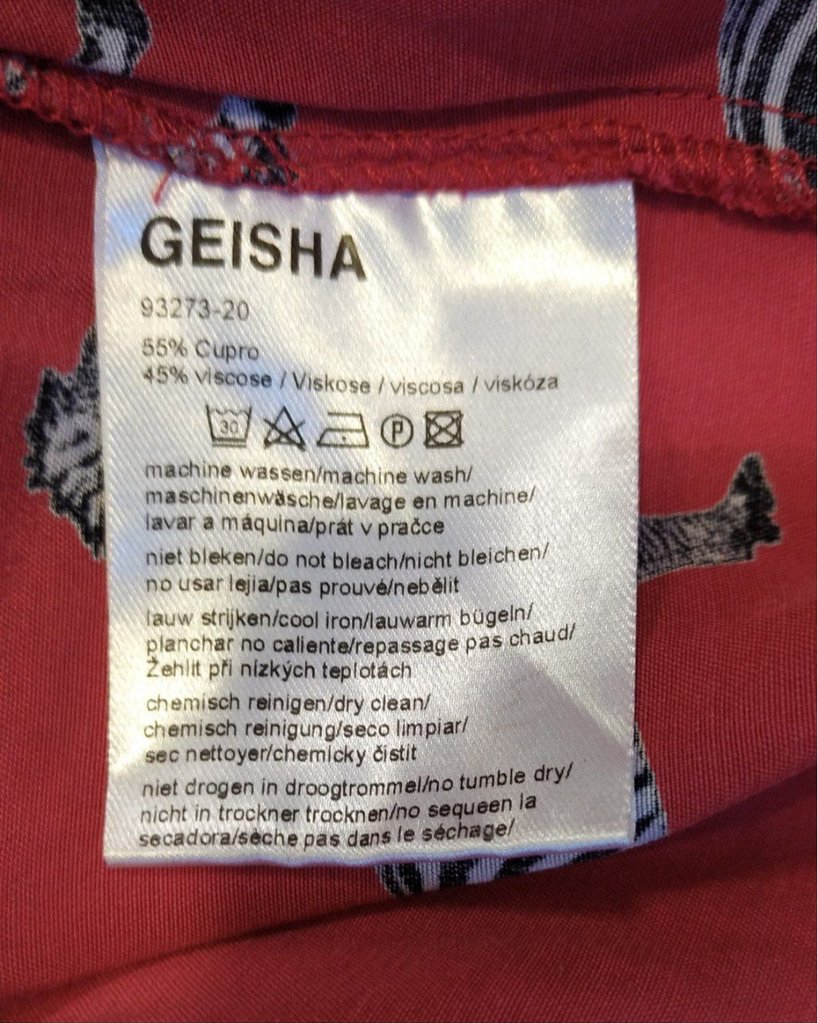 GEISHA
93273-20
55% Cupro
45% viscose / Viskose / viscosa / viskóza
30 P
machine wassen/machine wash/
maschinenwäsche/lavage en machine/
lavar a máquina/prát v pračce
niet bleken/do not bleach/nicht bleichen/
no usar lejia/pas prouvé/nebělit
lauw strijken/cool iron/lauwarm bügeln/
planchar no caliente/repassage pas chaud/
Žehlit při nízkých teplotách
chemisch reinigen/dry clean/
chemisch reinigung/seco limpiar/
sec nettoyer/chemicky čistit
niet drogen in droogtrommel/no tumble dry/
nicht in trockner trocknen/no sequeen la
secadora/sèche pas dans le séchage/